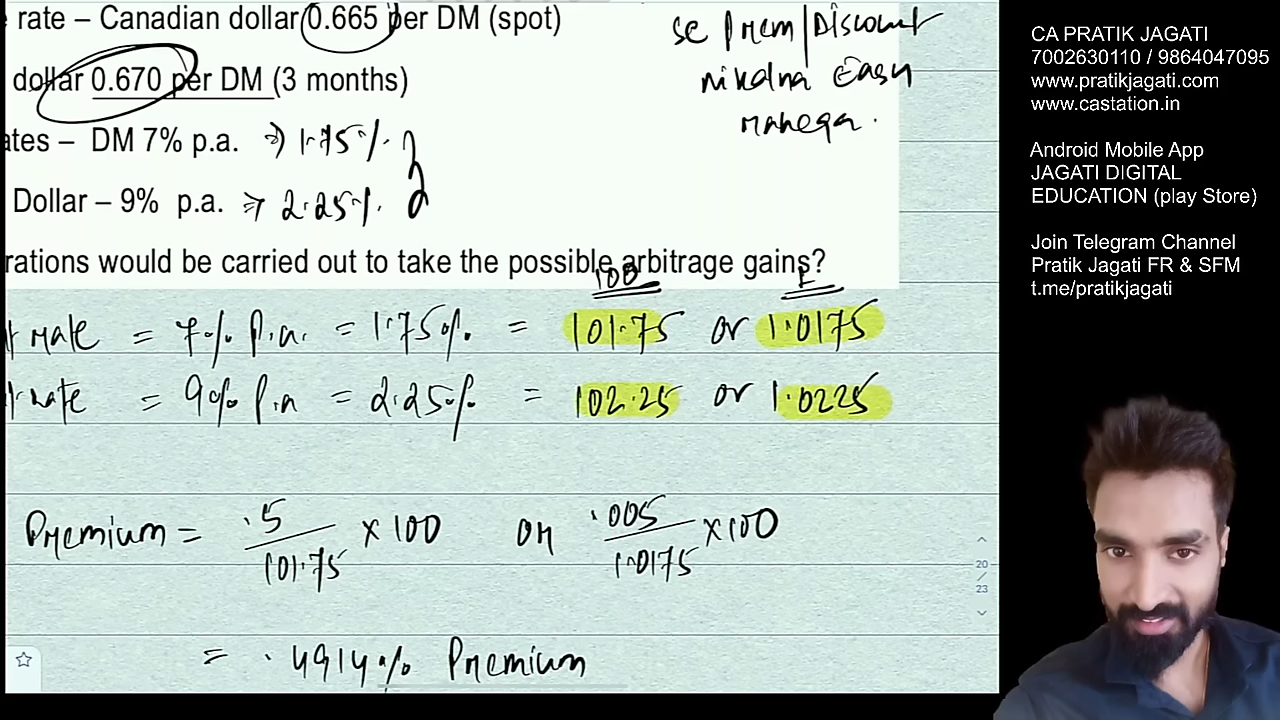 rate – Canadian dollar 0.665 per DM (spot)
dollar 0.670 per DM (3 months)
ates – DM 7% p.a. ⇒ 1.75%
Dollar – 9% p.a. ⇒ 2.25%
rations would be carried out to take the possible arbitrage gains?
se Prem/Discount
nikalna Easy
rahega.
100 1
t rate = 7% P.a. = 1.75% = 101.75 or 1.0175
t rate = 9% P.a = 2.25% = 102.25 or 1.0225
Premium = .5 / 101.75 × 100 or .005 / 1.0175 × 100
= .4914% Premium
20
/
23
CA PRATIK JAGATI
7002630110 / 9864047095
www.pratikjagati.com
www.castation.in
Android Mobile App
JAGATI DIGITAL
EDUCATION (play Store)
Join Telegram Channel
Pratik Jagati FR & SFM
t.me/pratikjagati